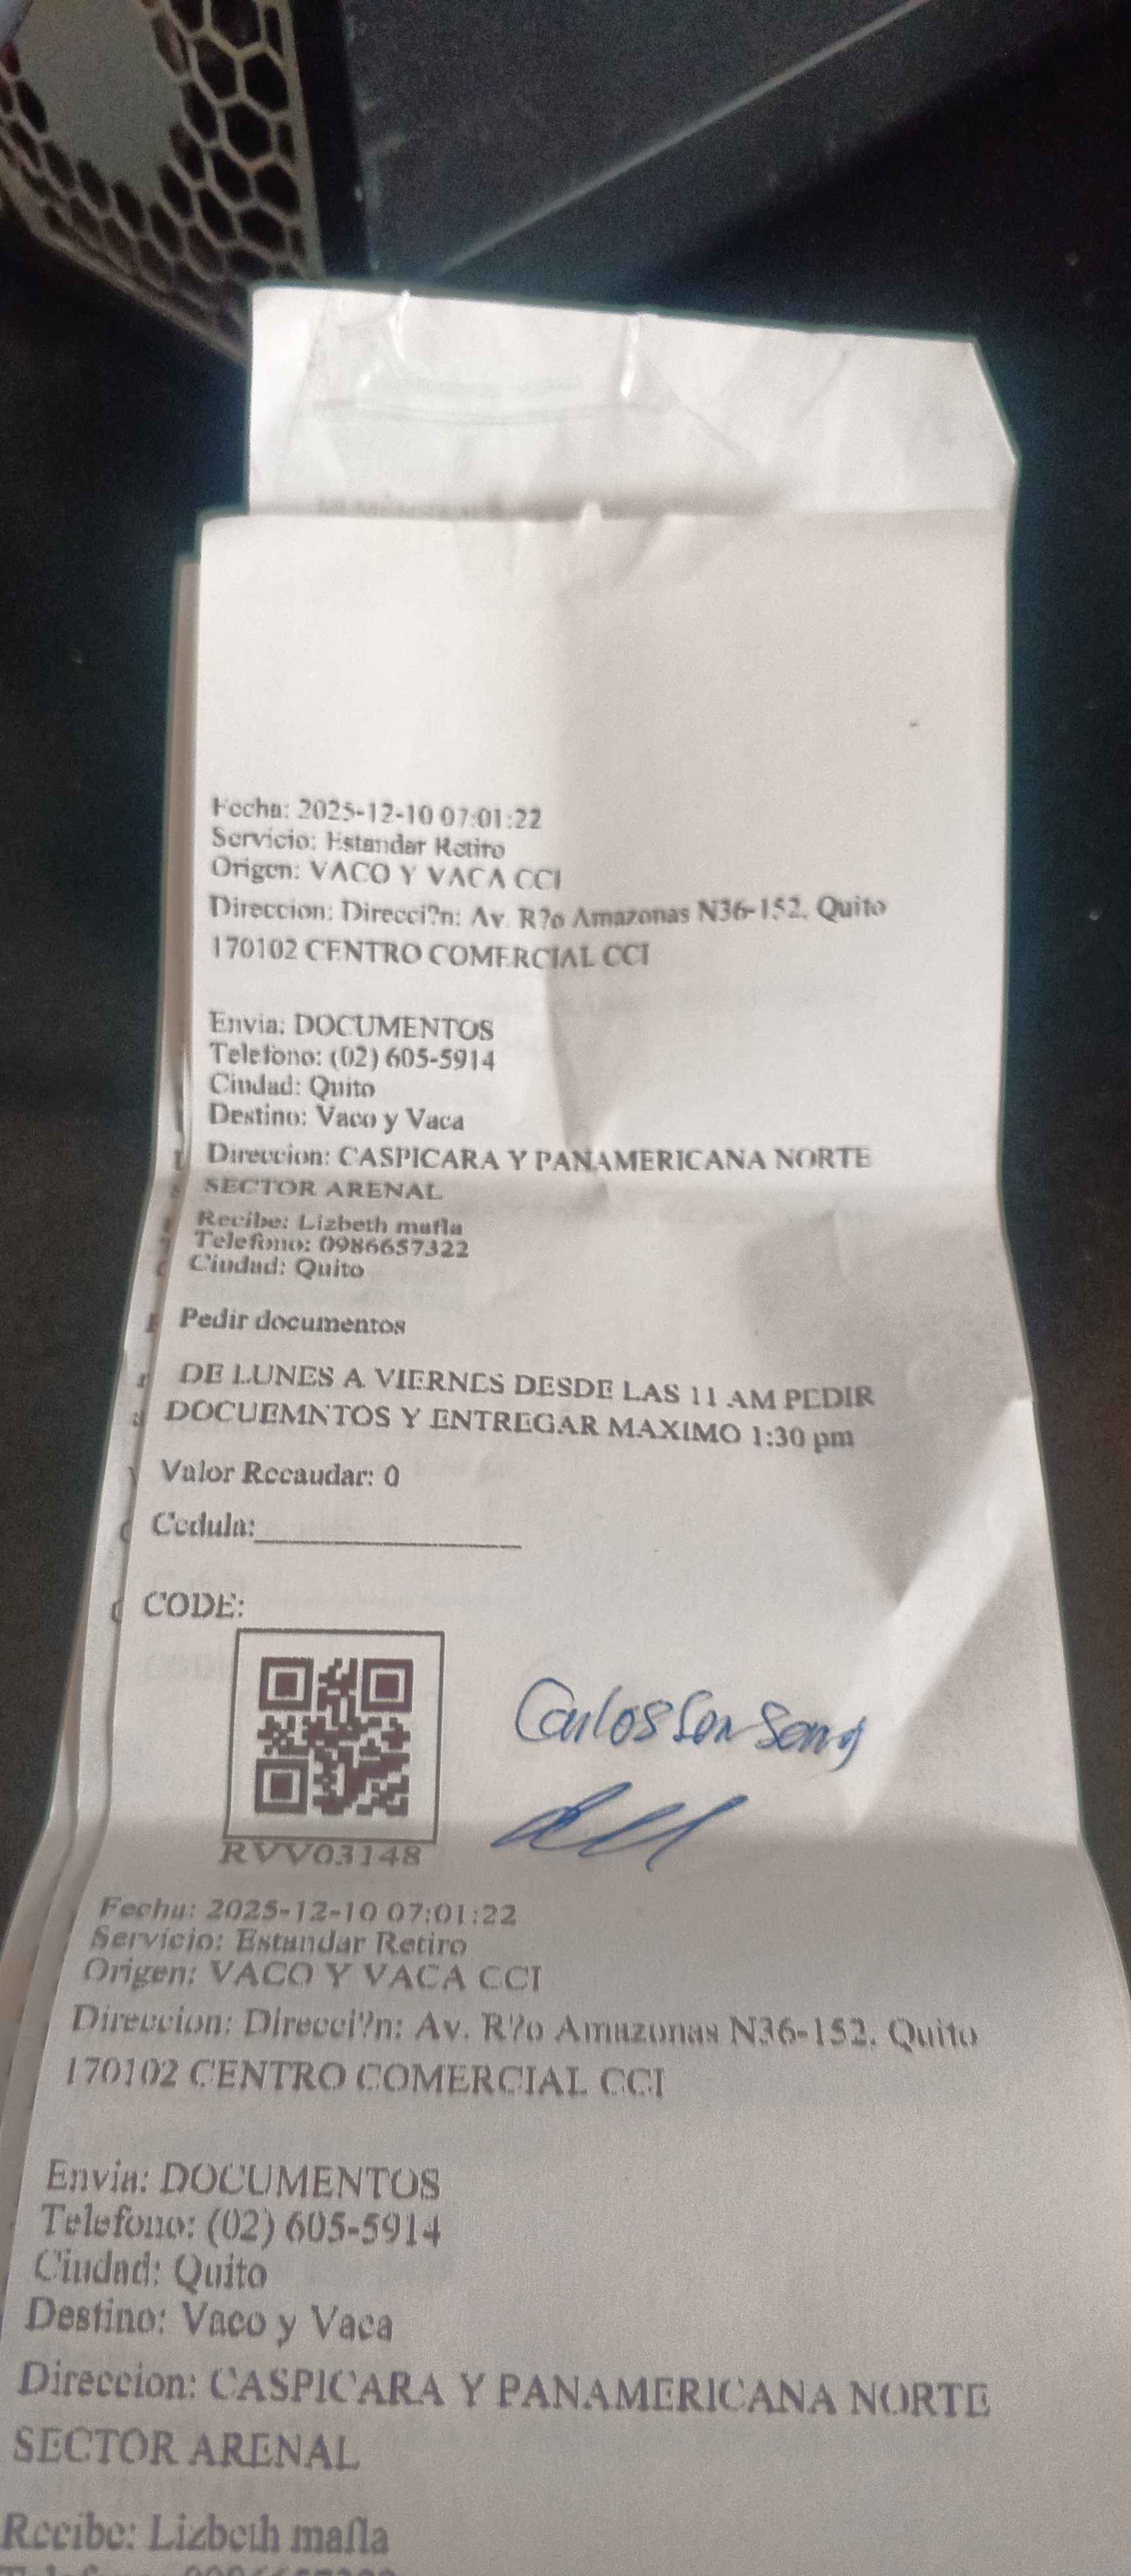 Fecha: 2025-12-10 07:01:22
Servicio: Estandar Retiro
Origen: VACO Y VACA CCI
Direccion: Direcci?n: Av. R?o Amazonas N36-152, Quito
170102 CENTRO COMERCIAL CCI
Envia: DOCUMENTOS
Telefono: (02) 605-5914
Ciudad: Quito
Destino: Vaco y Vaca
Direccion: CASPICARA Y PANAMERICANA NORTE
SECTOR ARENAL
Recibe: Lizbeth mafla
Telefono: 0986657322
Ciudad: Quito
Pedir documentos
DE LUNES A VIERNES DESDE LAS 11 AM PEDIR
DOCUEMNTOS Y ENTREGAR MAXIMO 1:30 pm
Valor Recaudar: 0
Cedula:
CODE:
Carlos
RVV03148
Fecha: 2025-12-10 07:01:22
Servicio: Estandar Retiro
Origen: VACO Y VACA CCI
Direccion: Direcci?n: Av. R?o Amazonas N36-152, Quito
170102 CENTRO COMERCIAL CCI
Envia: DOCUMENTOS
Telefono: (02) 605-5914
Ciudad: Quito
Destino: Vaco y Vaca
Direccion: CASPICARA Y PANAMERICANA NORTE
SECTOR ARENAL
Recibe: Lizbeth mafla